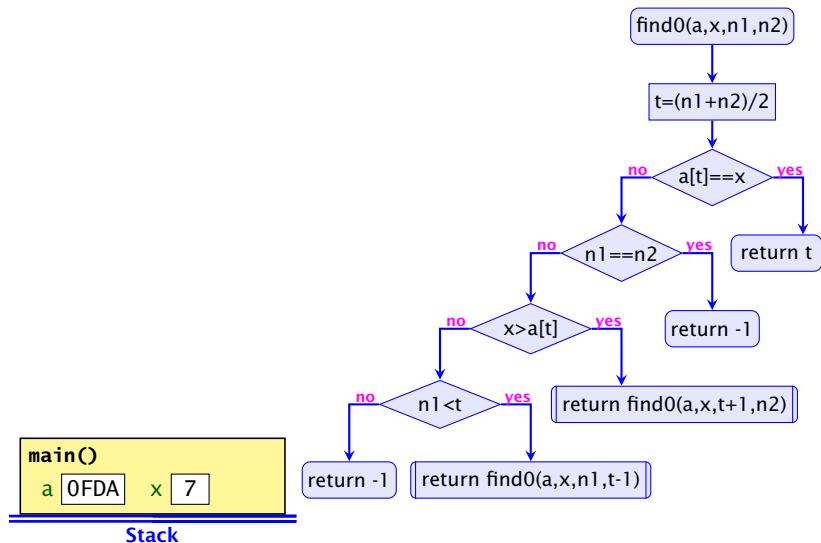 find0(a,x,n1,n2)
t=(n1+n2)/2
a[t]==x
no
yes
n1==n2
return t
no
yes
x>a[t]
return -1
no
yes
n1<t
return find0(a,x,t+1,n2)
no
yes
return -1
return find0(a,x,n1,t-1)
main()
a 0FDA x 7
Stack